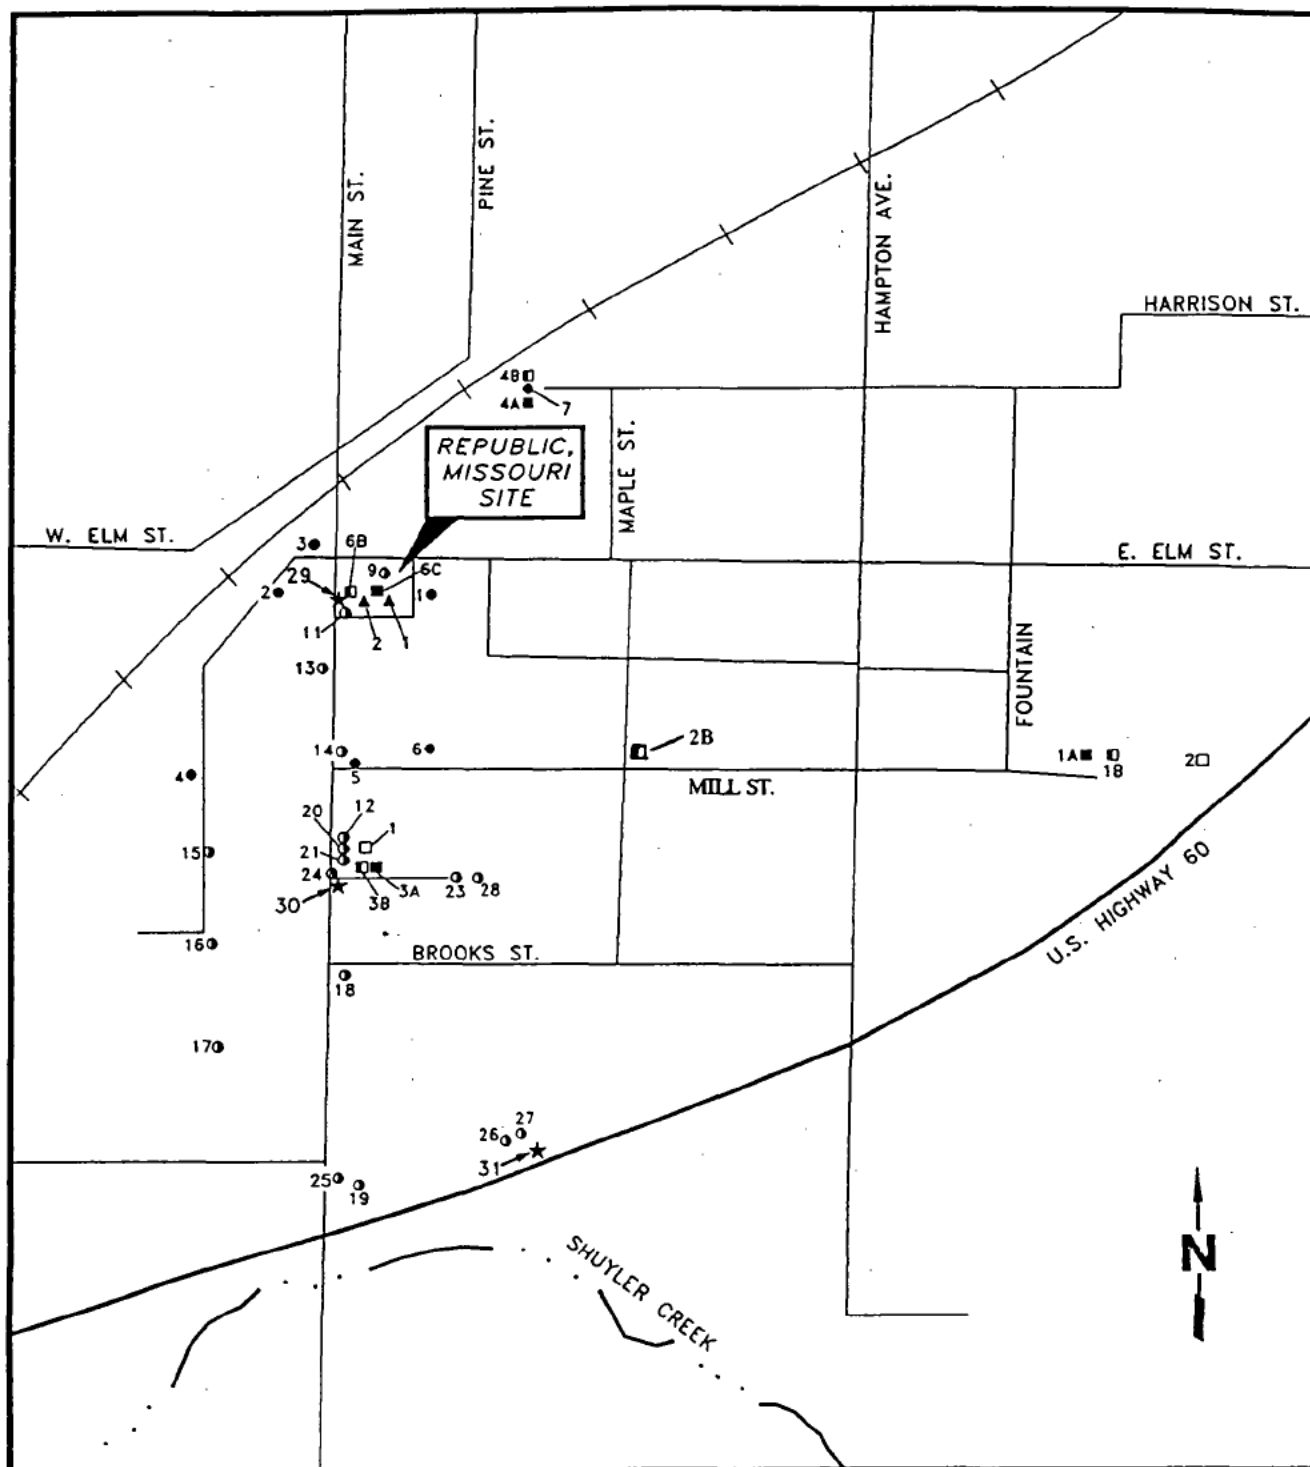 MAIN ST.
PINE ST.
HAMPTON AVE.
HARRISON ST.
4B
4A
7
REPUBLIC,
MISSOURI
SITE
MAPLE ST.
W. ELM ST.
E. ELM ST.
3
6B
9
6C
29
2
1
11
2
1
13
FOUNTAIN
14
6
2B
1A
1B
2
5
4
MILL ST.
20
12
1
21
15
24
3B
3A
23
28
30
U.S. HIGHWAY 60
16
BROOKS ST.
18
17
26
27
31
25
19
SHUYLER CREEK
N